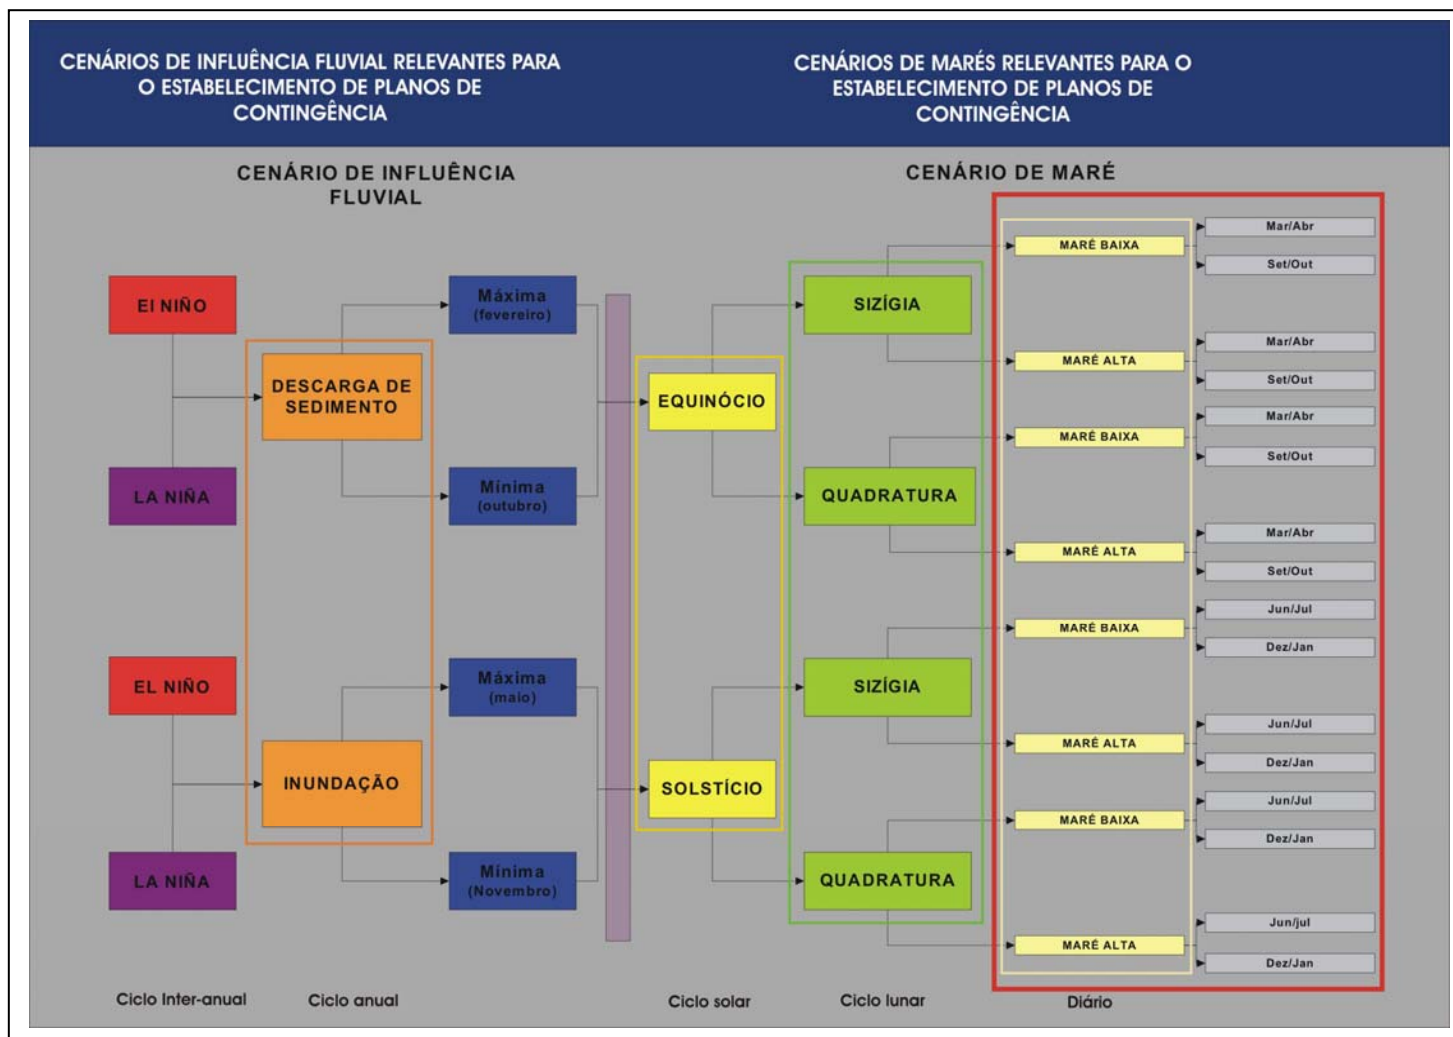 CENÁRIOS DE INFLUÊNCIA FLUVIAL RELEVANTES PARA
O ESTABELECIMENTO DE PLANOS DE
CONTINGÊNCIA
CENÁRIOS DE MARÉS RELEVANTES PARA O
ESTABELECIMENTO DE PLANOS DE
CONTINGÊNCIA
CENÁRIO DE INFLUÊNCIA
FLUVIAL
EI NIÑO
LA NIÑA
DESCARGA DE
SEDIMENTO
Máxima
(fevereiro)
Mínima
(outubro)
EL NIÑO
LA NIÑA
INUNDAÇÃO
Máxima
(maio)
Mínima
(Novembro)
CENÁRIO DE MARÉ
EQUINÓCIO
SOLSTÍCIO
SIZÍGIA
QUADRATURA
SIZÍGIA
QUADRATURA
MARÉ BAIXA
Mar/Abr
Set/Out
MARÉ ALTA
Mar/Abr
Set/Out
MARÉ BAIXA
Mar/Abr
Set/Out
MARÉ ALTA
Mar/Abr
Set/Out
MARÉ BAIXA
Jun/Jul
Dez/Jan
MARÉ ALTA
Jun/Jul
Dez/Jan
MARÉ BAIXA
Jun/Jul
Dez/Jan
MARÉ ALTA
Jun/jul
Dez/Jan
Ciclo Inter-anual
Ciclo anual
Ciclo solar
Ciclo lunar
Diário